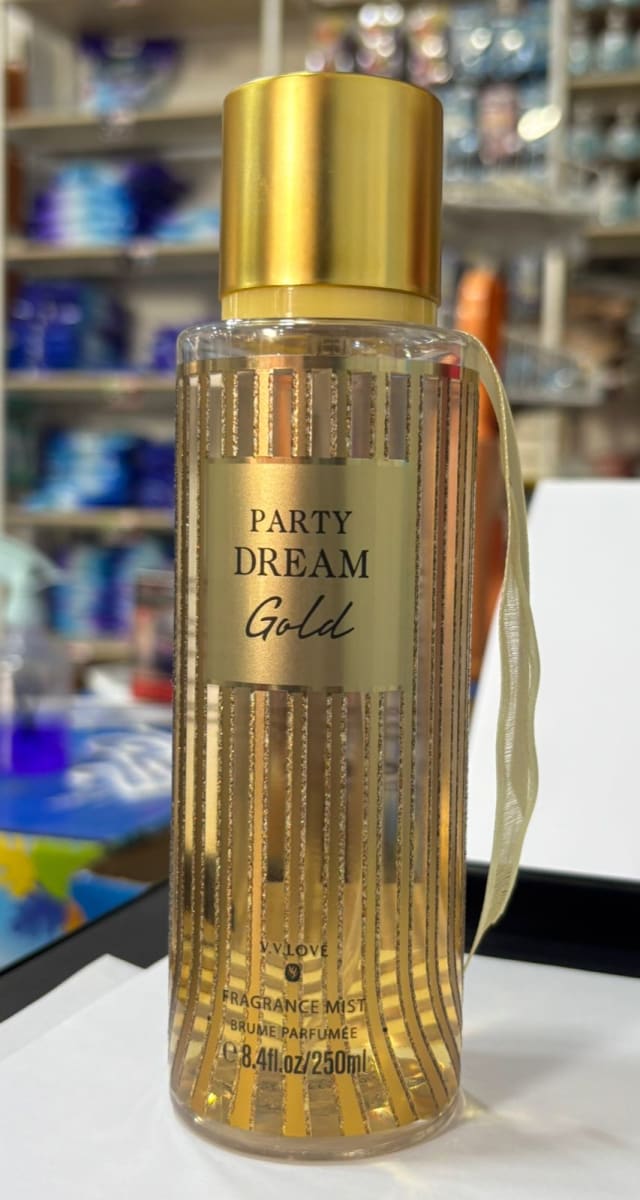 PARTY
DREAM
Gold
V.V.LOVE
FRAGRANCE MIST
BRUME PARFUMÉE
e 8.4fl.oz/250ml